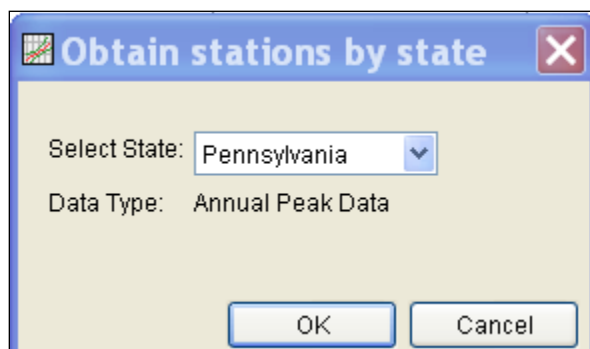 Obtain stations by state
Select State: Pennsylvania
Data Type: Annual Peak Data
OK Cancel